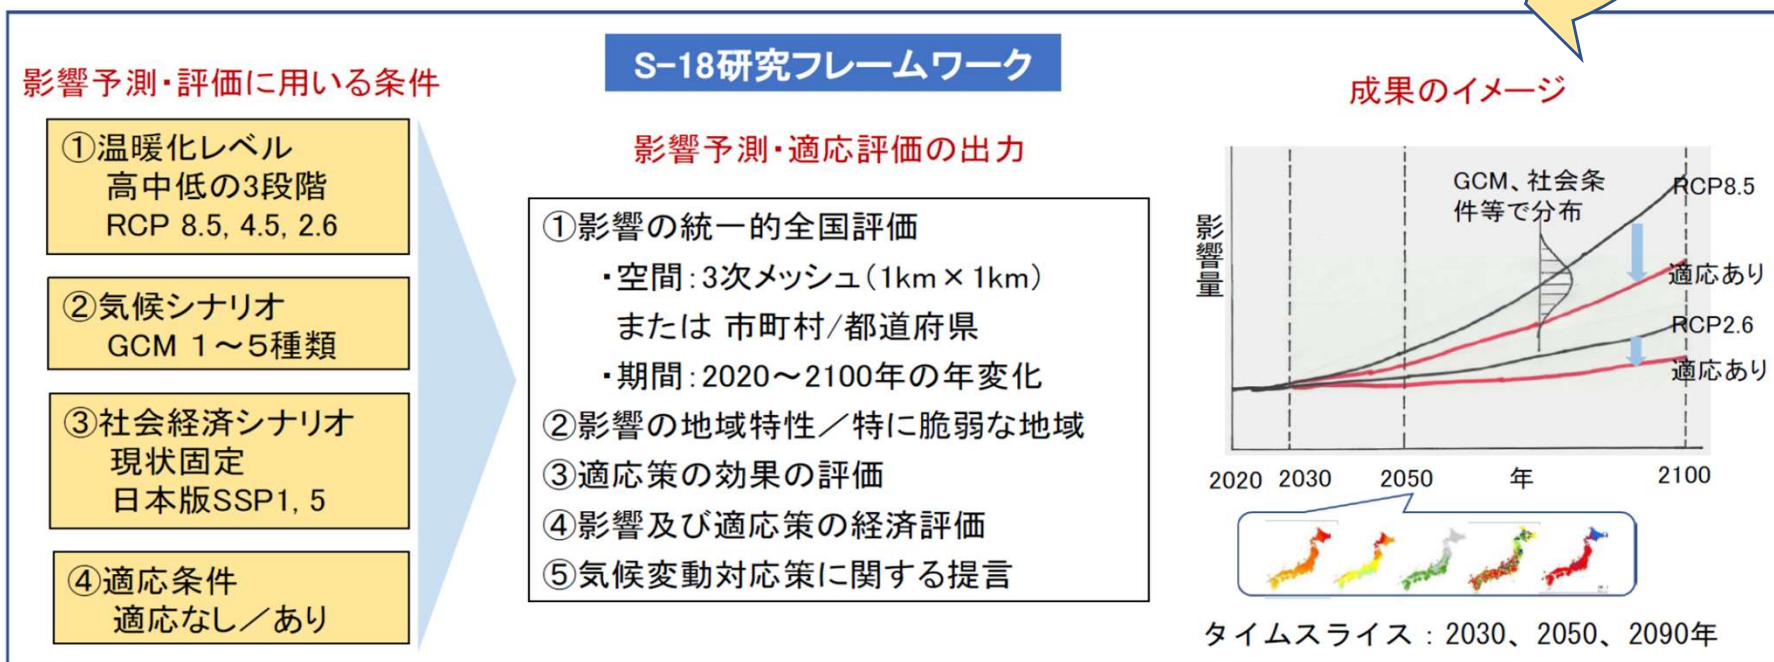 S-18研究フレームワーク
影響予測・評価に用いる条件
①温暖化レベル
高中低の3段階
RCP 8.5, 4.5, 2.6
②気候シナリオ
GCM 1～5種類
③社会経済シナリオ
現状固定
日本版SSP1, 5
④適応条件
適応なし／あり
影響予測・適応評価の出力
①影響の統一的全国評価
・空間：3次メッシュ（1km×1km）
または 市町村/都道府県
・期間：2020～2100年の年変化
②影響の地域特性／特に脆弱な地域
③適応策の効果の評価
④影響及び適応策の経済評価
⑤気候変動対応策に関する提言
成果のイメージ
影響量
GCM、社会条
件等で分布
RCP8.5
適応あり
RCP2.6
適応あり
2020 2030 2050 年 2100
タイムスライス：2030、2050、2090年